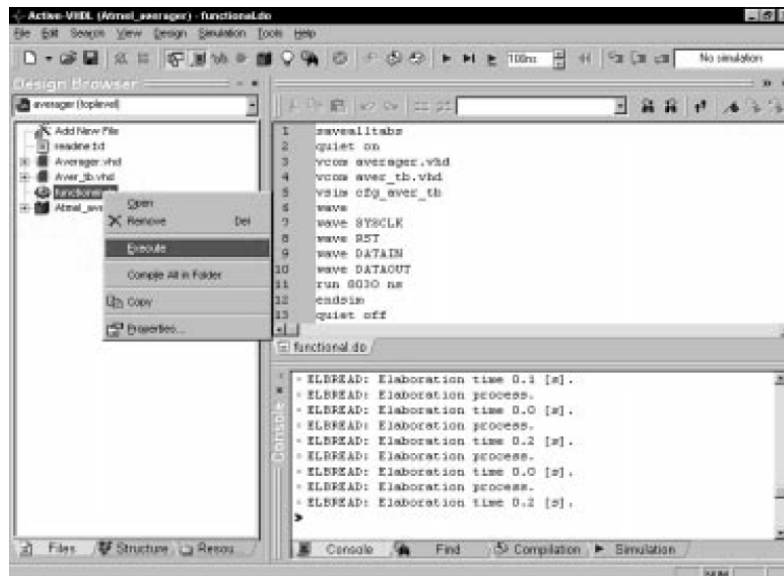 Active-VHDL (Atmel_averager) - functional.do
File Edit Search View Design Simulation Tools Help
100ns No simulation
Design Browser
averager (toplevel)
Add New File
readme.txt
Averager.vhd
Aver_tb.vhd
functional.do
Atmel_ave
Open
Remove Del
Execute
Compile All in Folder
Copy
Properties...
1 savealltabs
2 quiet on
3 vcom averager.vhd
4 vcom aver_tb.vhd
5 vsim cfg_aver_tb
6 wave
7 wave SYSCLK
8 wave RST
9 wave DATAIN
10 wave DATAOUT
11 run 8030 ns
12 endsim
13 quiet off
functional.do
Console
ELBREAD: Elaboration time 0.1 [s].
ELBREAD: Elaboration process.
ELBREAD: Elaboration time 0.0 [s].
ELBREAD: Elaboration process.
ELBREAD: Elaboration time 0.2 [s].
ELBREAD: Elaboration process.
ELBREAD: Elaboration time 0.0 [s].
ELBREAD: Elaboration process.
ELBREAD: Elaboration time 0.2 [s].
>
Files Structure Resou...
Console Find Compilation Simulation
NUM